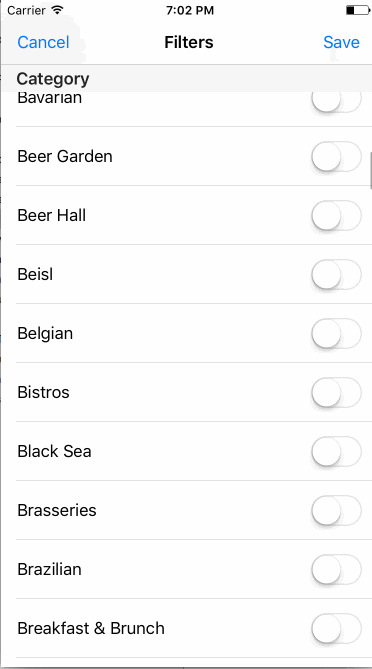 Carrier 7:02 PM
Cancel Filters Save
Category
Bavarian
Beer Garden
Beer Hall
Beisl
Belgian
Bistros
Black Sea
Brasseries
Brazilian
Breakfast & Brunch